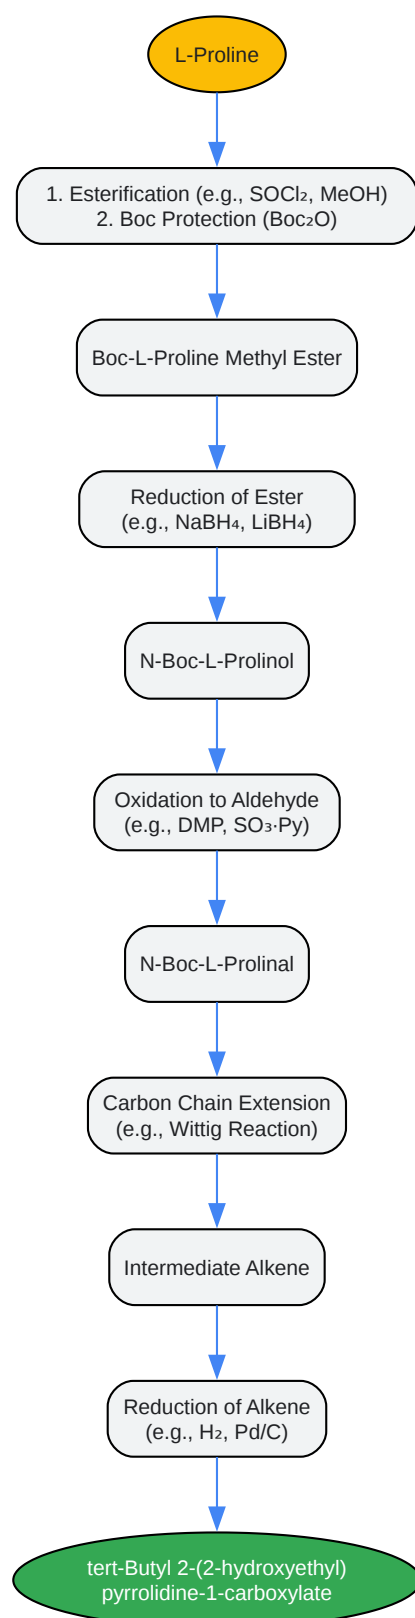 L-Proline
1. Esterification (e.g., SOCl₂, MeOH)
2. Boc Protection (Boc₂O)
Boc-L-Proline Methyl Ester
Reduction of Ester
(e.g., NaBH₄, LiBH₄)
N-Boc-L-Prolinol
Oxidation to Aldehyde
(e.g., DMP, SO₃·Py)
N-Boc-L-Prolinal
Carbon Chain Extension
(e.g., Wittig Reaction)
Intermediate Alkene
Reduction of Alkene
(e.g., H₂, Pd/C)
tert-Butyl 2-(2-hydroxyethyl)
pyrrolidine-1-carboxylate